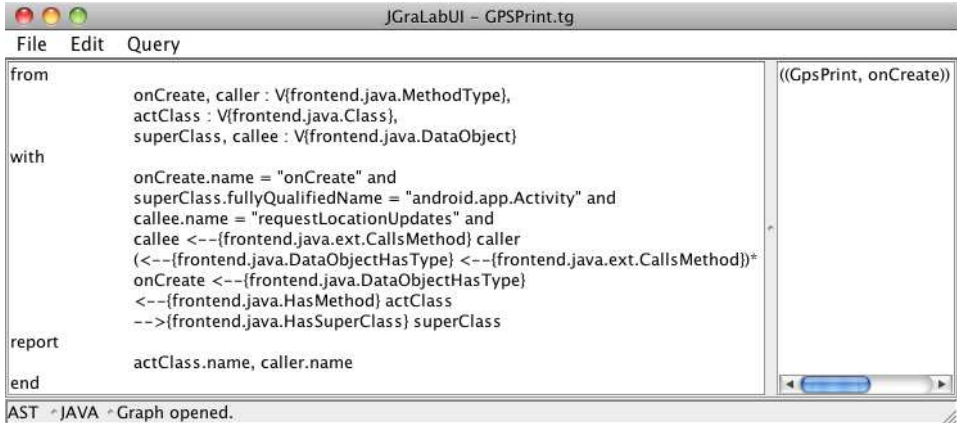 JGraLabUI – GPSPrint.tg
File Edit Query
from
onCreate, caller : V{frontend.java.MethodType},
actClass : V{frontend.java.Class},
superClass, callee : V{frontend.java.DataObject}
with
onCreate.name = "onCreate" and
superClass.fullyQualifiedName = "android.app.Activity" and
callee.name = "requestLocationUpdates" and
callee <--{frontend.java.ext.CallsMethod} caller
(<--{frontend.java.DataObjectHasType} <--{frontend.java.ext.CallsMethod})*
onCreate <--{frontend.java.DataObjectHasType}
<--{frontend.java.HasMethod} actClass
-->{frontend.java.HasSuperClass} superClass
report
actClass.name, caller.name
end
((GpsPrint, onCreate))
AST JAVA Graph opened.